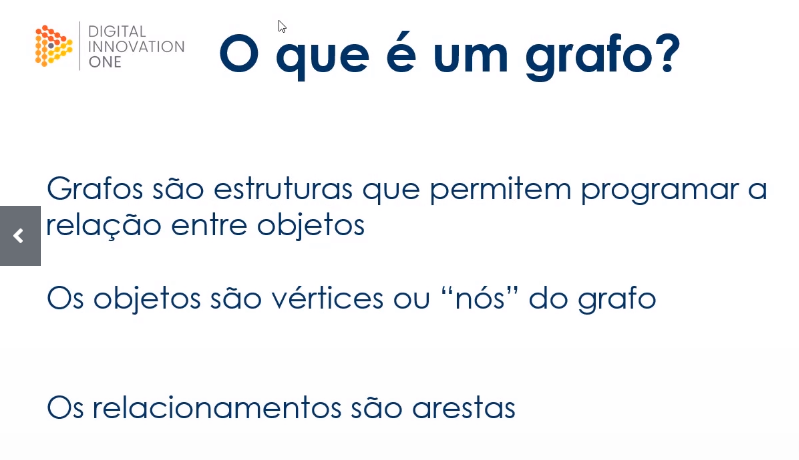 DIGITAL
INNOVATION
ONE
O que é um grafo?
Grafos são estruturas que permitem programar a
relação entre objetos
Os objetos são vértices ou “nós” do grafo
Os relacionamentos são arestas